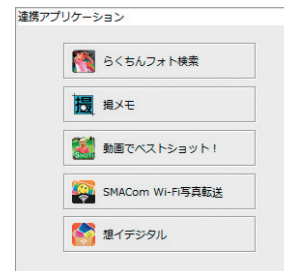 連携アプリケーション
らくちんフォト検索
撮 撮メモ
Shot! 動画でベストショット!
SMACom Wi-Fi写真転送
想イデジタル